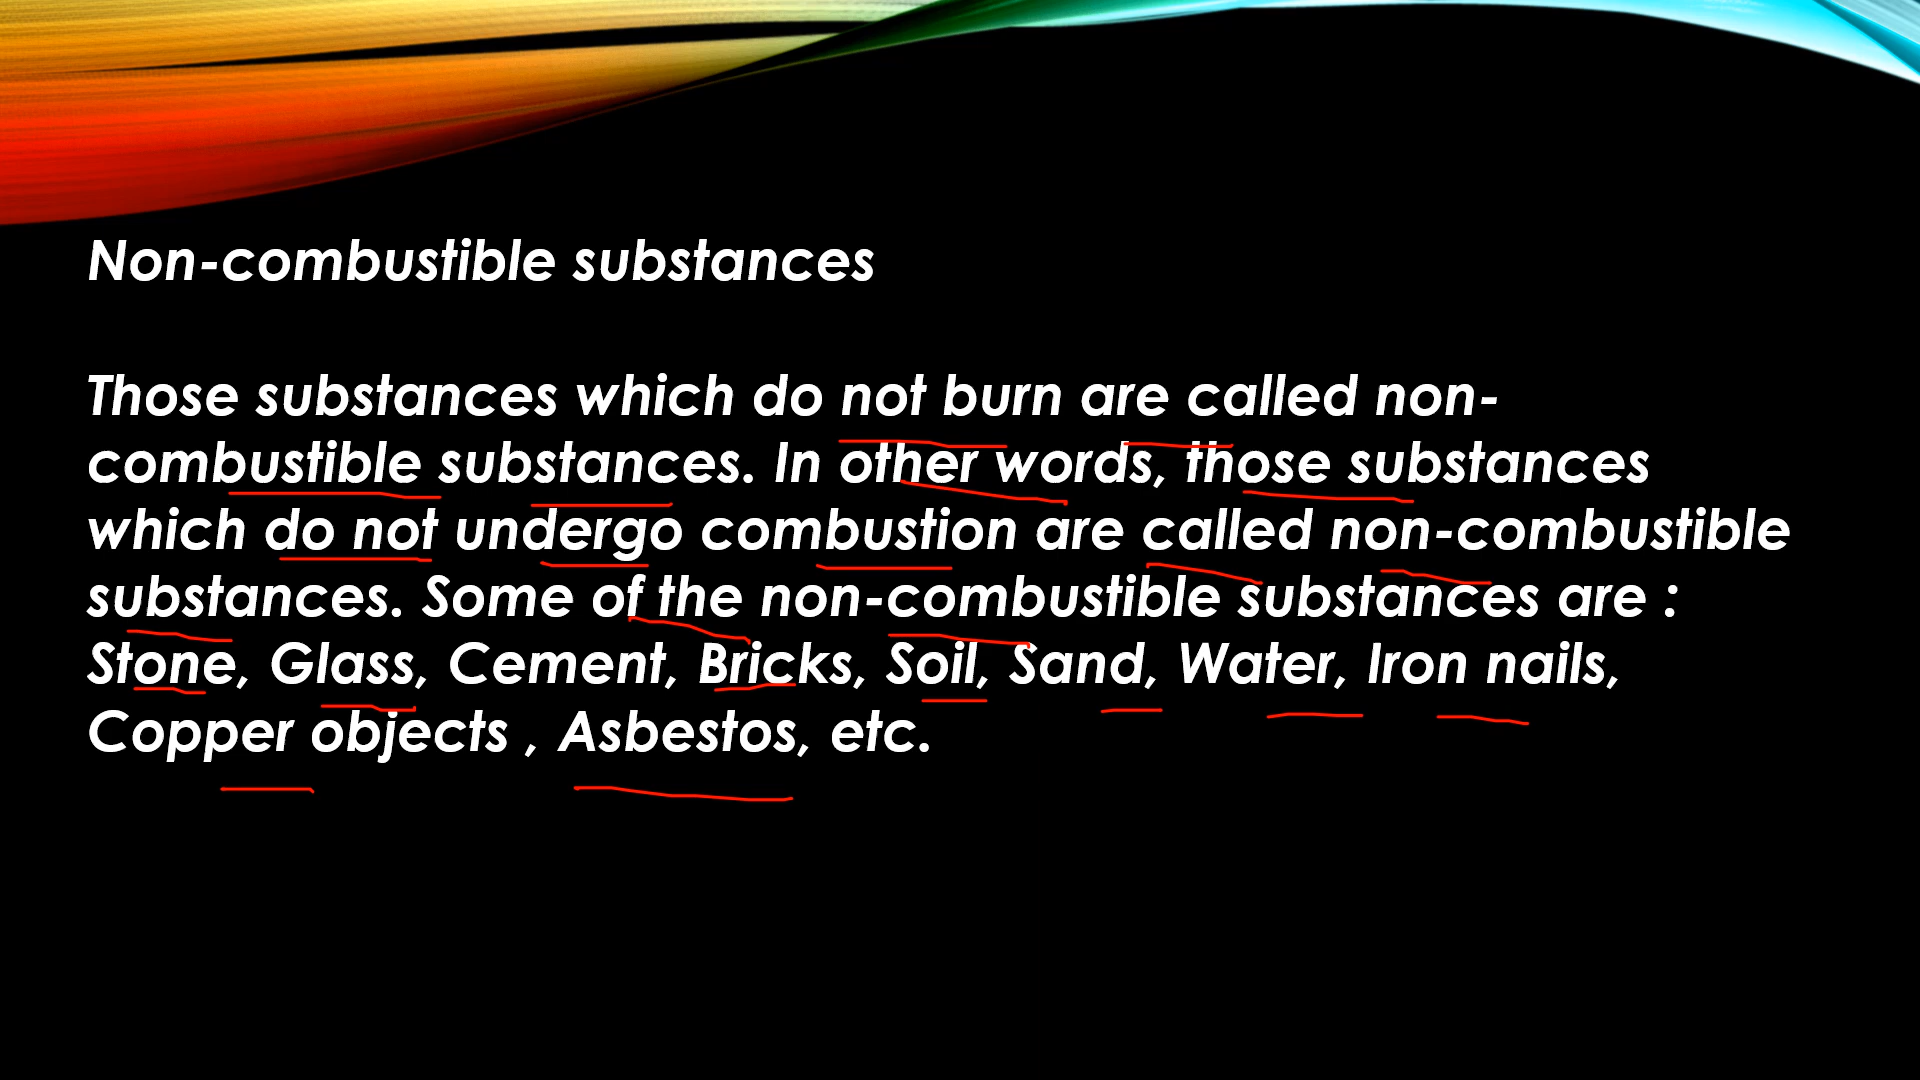 Non-combustible substances
Those substances which do not burn are called non-
combustible substances. In other words, those substances
which do not undergo combustion are called non-combustible
substances. Some of the non-combustible substances are :
Stone, Glass, Cement, Bricks, Soil, Sand, Water, Iron nails,
Copper objects , Asbestos, etc.